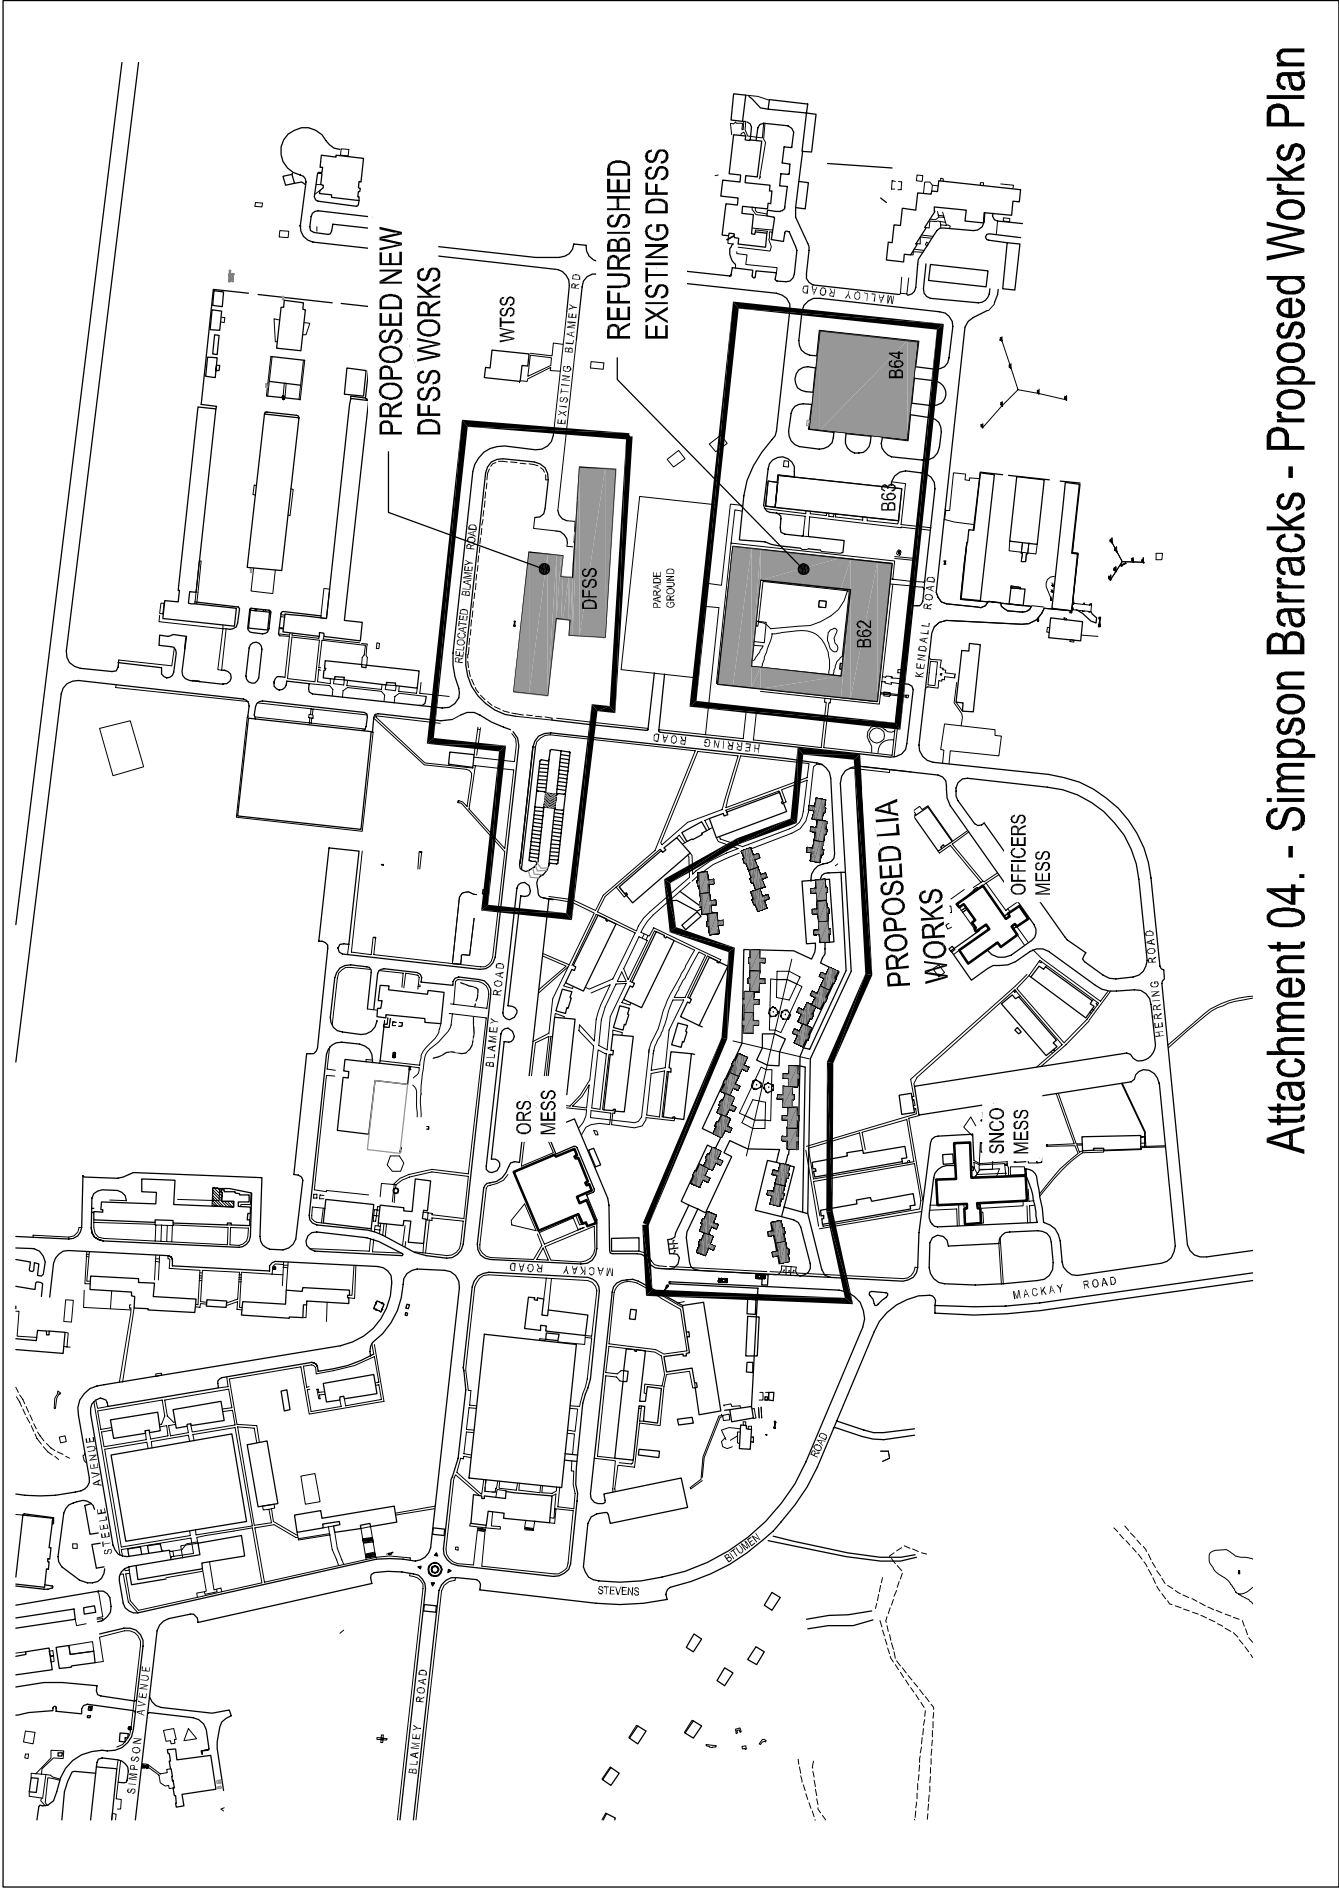 PROPOSED NEW
DFSS WORKS
REFURBISHED
EXISTING DFSS
WTSS
EXISTING BLAMEY RD
MALLOY ROAD
B64
B63
B62
DFSS
RELOCATED BLAMEY ROAD
PARADE
GROUND
KENDALL ROAD
HERRING ROAD
PROPOSED LIA
WORKS
OFFICERS
MESS
BLAMEY ROAD
ORS
MESS
HERRING ROAD
SNCO
MESS
MACKAY ROAD
MACKAY ROAD
STEELE AVENUE
STEVENS
BITUMEN
ROAD
SIMPSON AVENUE
BLAMEY ROAD
Attachment 04. - Simpson Barracks - Proposed Works Plan